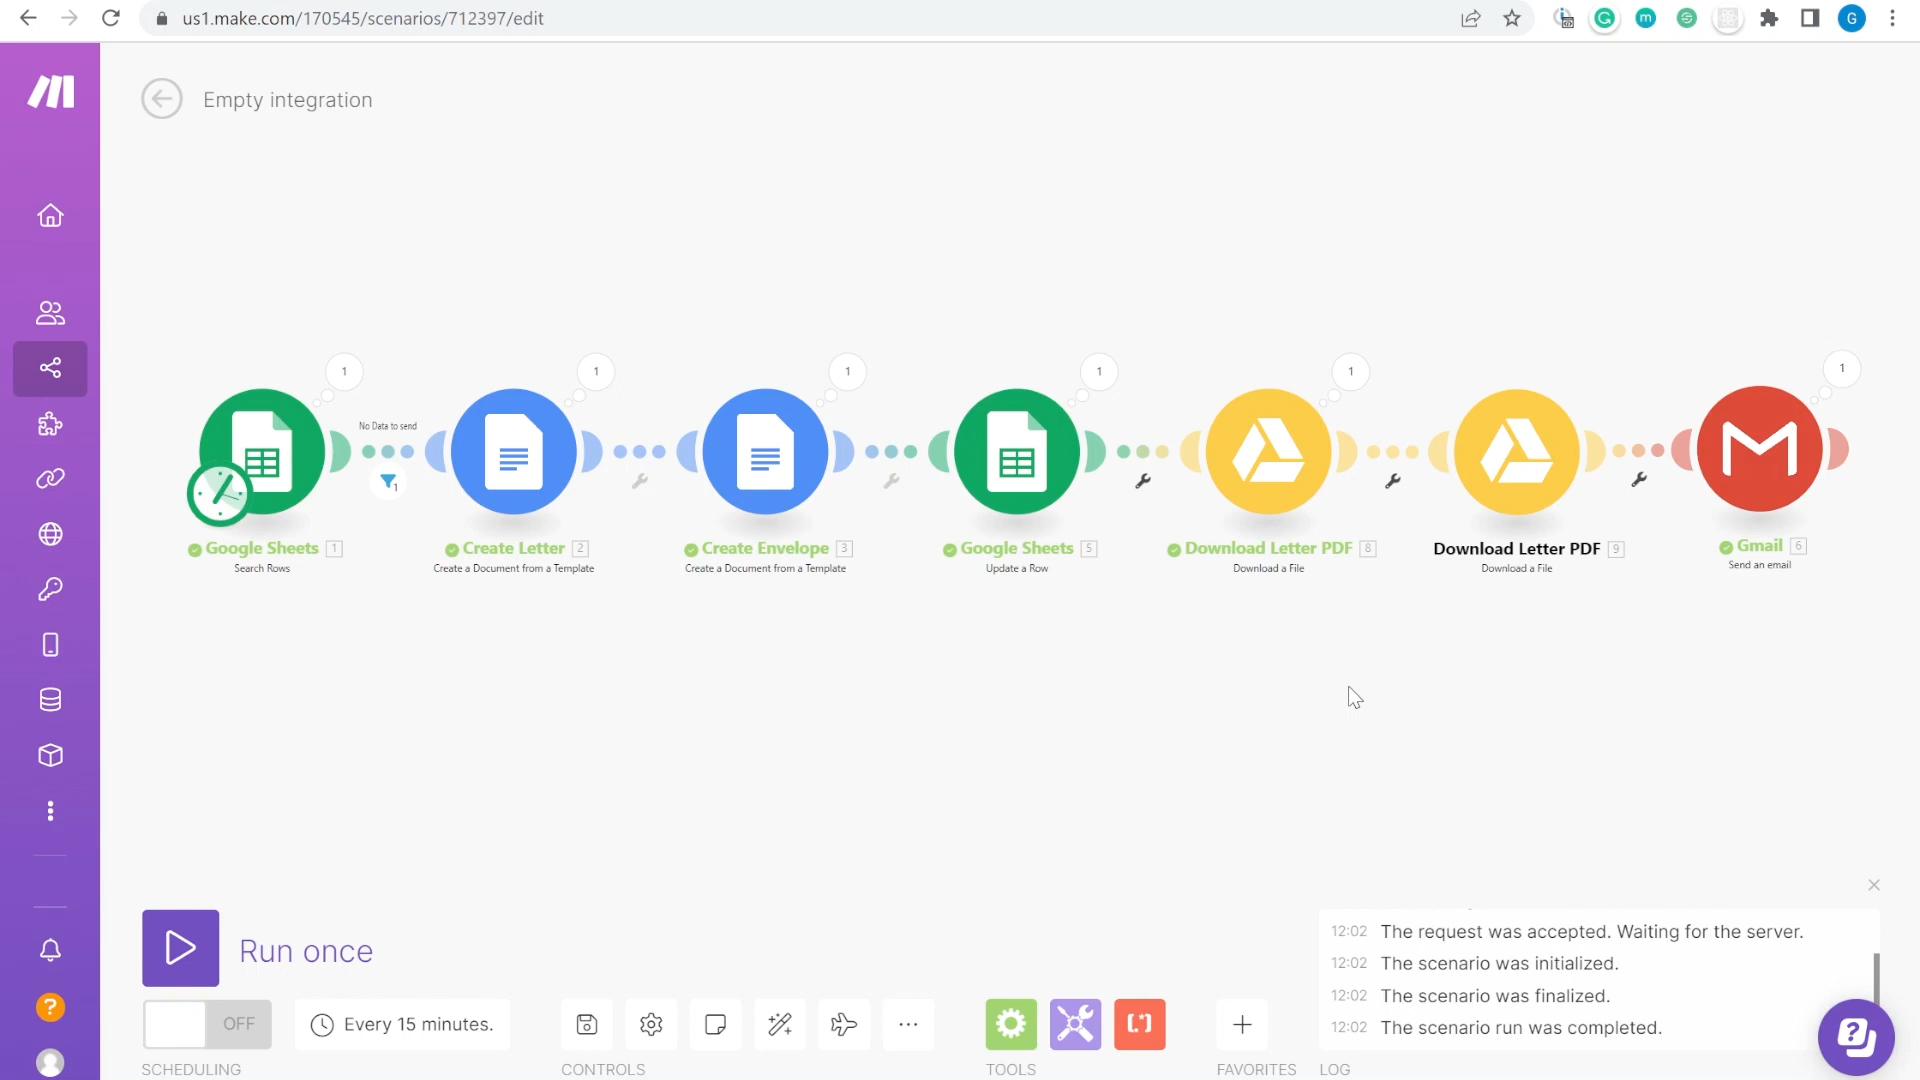 us1.make.com/170545/scenarios/712397/edit
G
m
G
Empty integration
1
1
1
1
1
1
No Data to send
1
Google Sheets 1
Search Rows
Create Letter 2
Create a Document from a Template
Create Envelope 3
Create a Document from a Template
Google Sheets 5
Update a Row
Download Letter PDF 8
Download a File
Download Letter PDF 9
Download a File
Gmail 6
Send an email
Run once
OFF
Every 15 minutes.
SCHEDULING
CONTROLS
TOOLS
FAVORITES
LOG
12:02 The request was accepted. Waiting for the server.
12:02 The scenario was initialized.
12:02 The scenario was finalized.
12:02 The scenario run was completed.
?
?